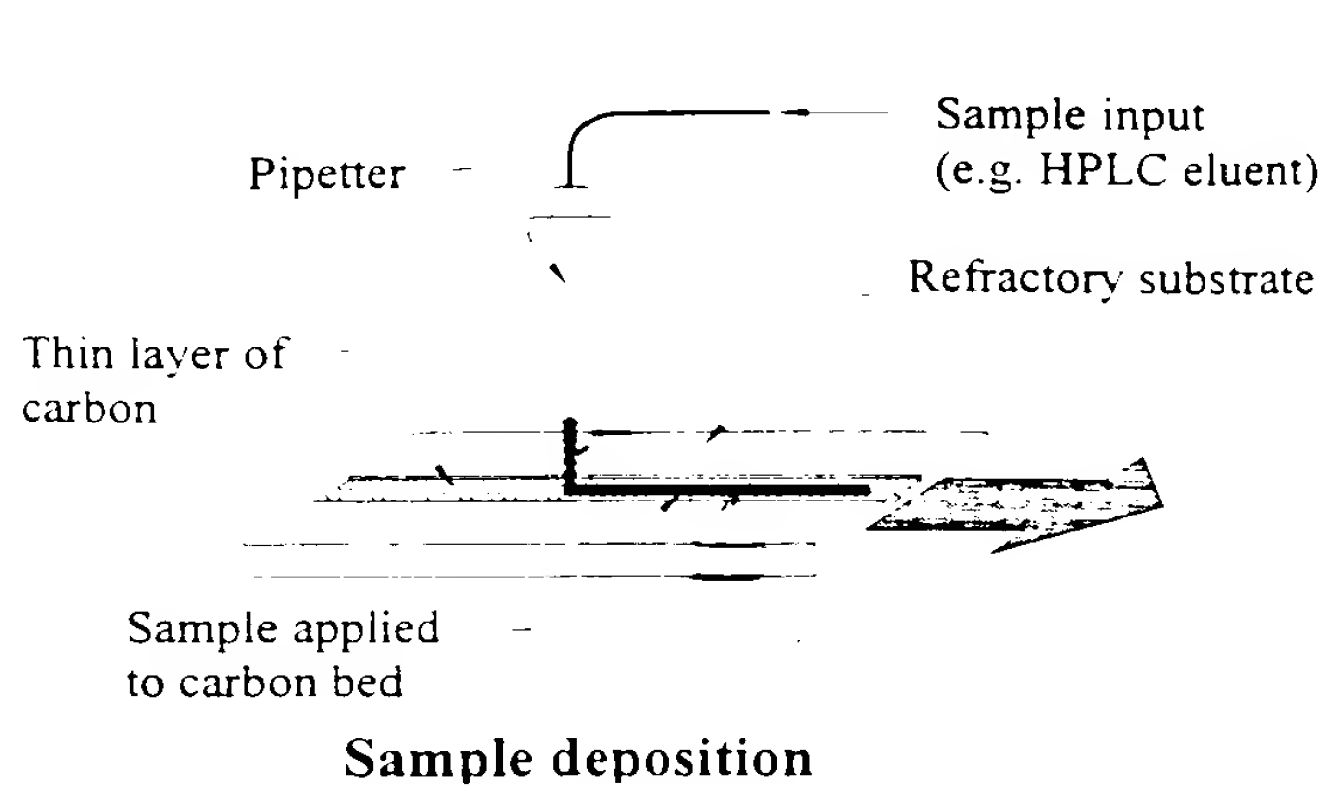 Sample input
(e.g. HPLC eluent)
Pipetter
Refractory substrate
Thin layer of
carbon
Sample applied
to carbon bed
Sample deposition